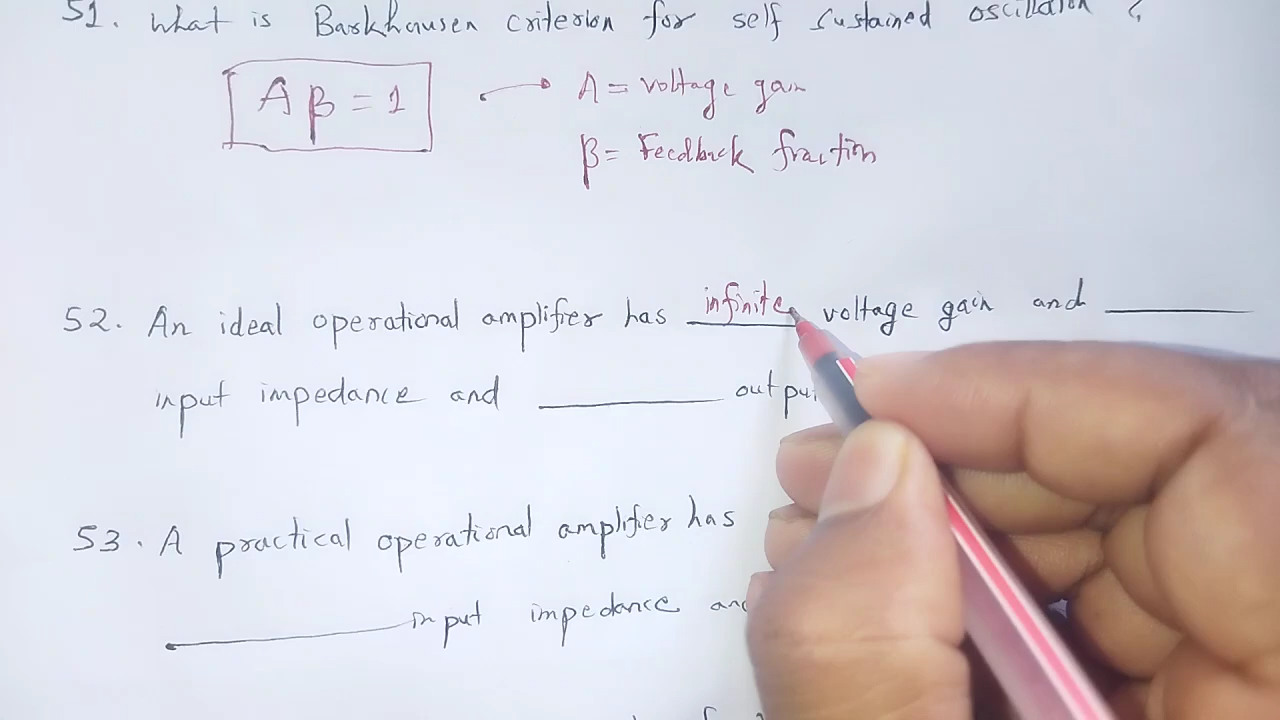 51. What is Barkhausen criterion for self sustained oscillation ?
Aβ = 1
A = voltage gain
β = Feedback fraction
52. An ideal operational amplifier has infinite voltage gain and
input impedance and
53. A practical operational amplifier has
input impedance